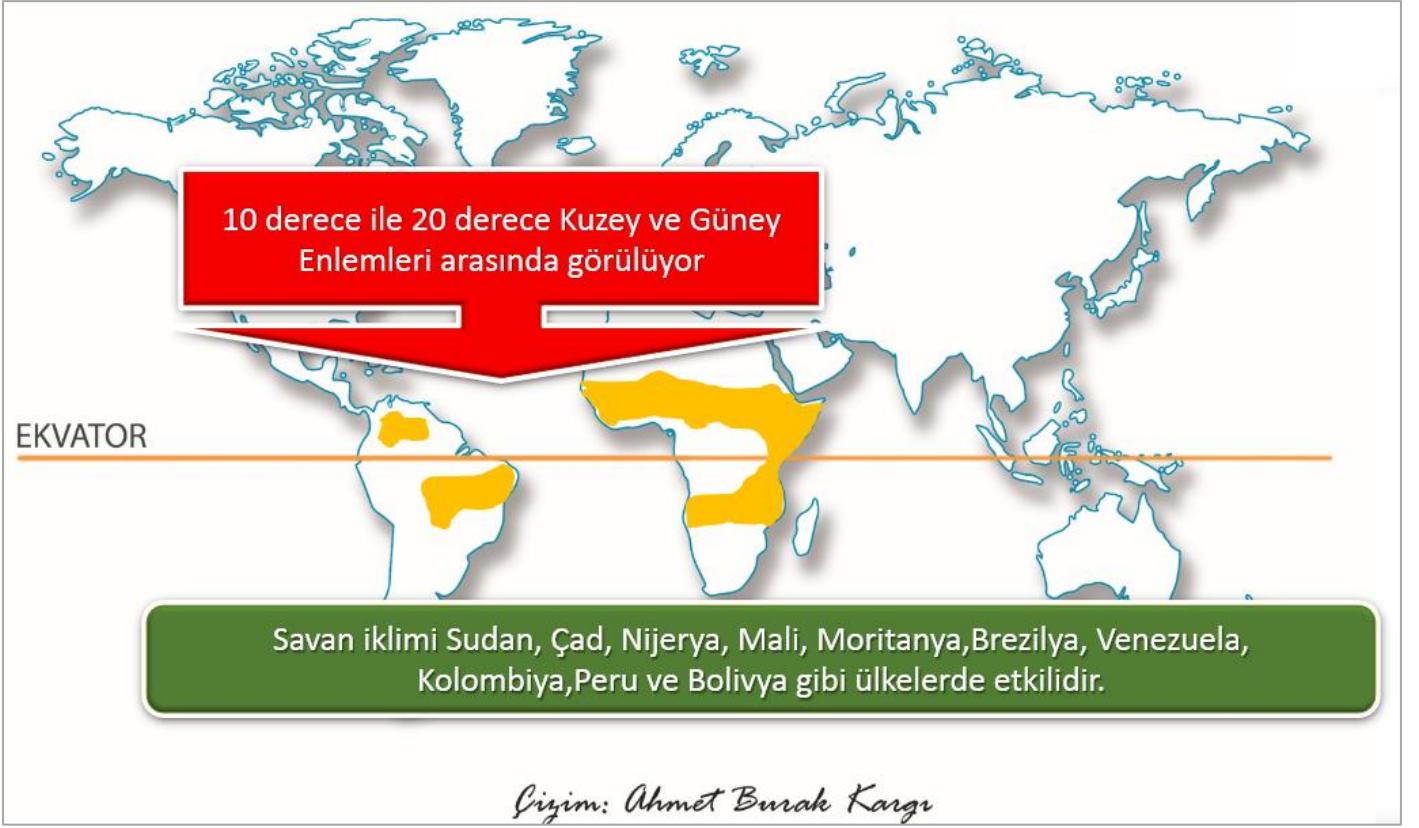 10 derece ile 20 derece Kuzey ve Güney
Enlemleri arasında görülüyor
EKVATOR
Savan iklimi Sudan, Çad, Nijerya, Mali, Moritanya,Brezilya, Venezuela,
Kolombiya,Peru ve Bolivya gibi ülkelerde etkilidir.
Çizim: Ahmet Burak Kargı